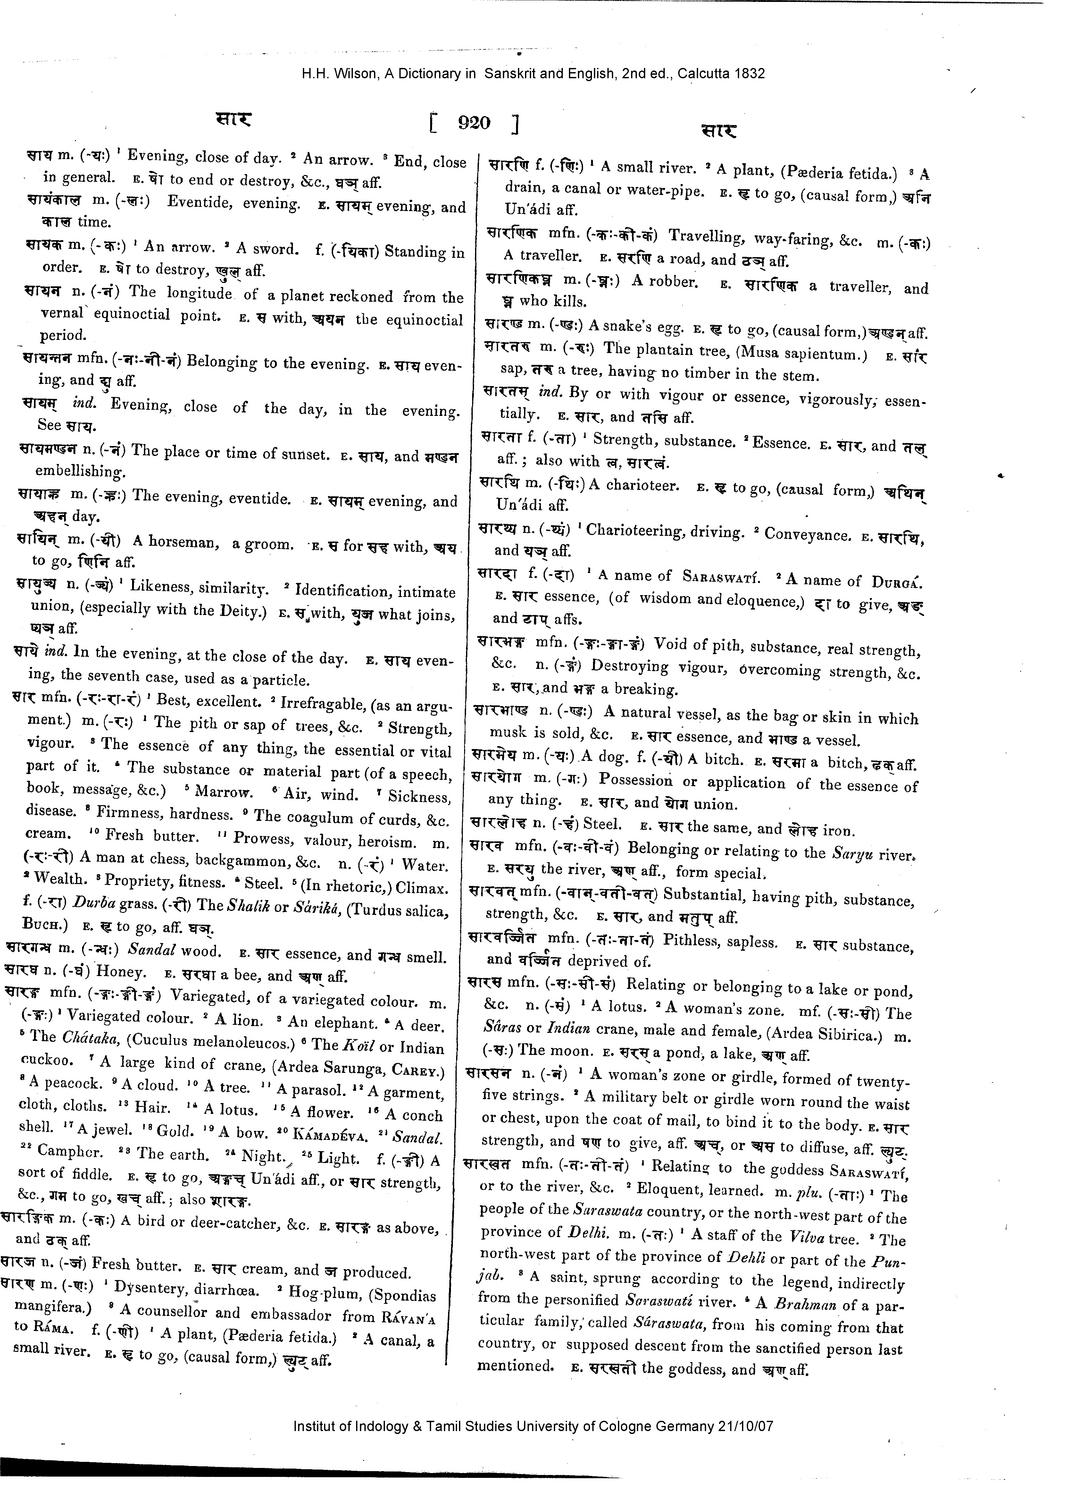 H.H. Wilson, A Dictionary in Sanskrit and English, 2nd ed., Calcutta 1832
सार [ 920 ] सार
साय m. (-यः) ¹ Evening, close of day. ² An arrow. ³ End, close
in general. E. षो to end or destroy, &c., घञ् aff.
सायंकाल m. (-लः) Eventide, evening. E. सायम् evening, and
काल time.
सायक m. (-कः) ¹ An arrow. ² A sword. f. (-यिका) Standing in
order. E. षो to destroy, ण्वुल् aff.
सायन n. (-नं) The longitude of a planet reckoned from the
vernal equinoctial point. E. स with, अयन the equinoctial
period.
सायन्तन mfn. (-नः-नी-नं) Belonging to the evening. E. साय even-
ing, and द्यु aff.
सायम् ind. Evening, close of the day, in the evening.
See साय.
सायमण्डन n. (-नं) The place or time of sunset. E. साय, and मण्डन
embellishing.
सायाह्न m. (-ह्नः) The evening, eventide. E. सायम् evening, and
अहन् day.
सायिन् m. (-यी) A horseman, a groom. E. स for सह with, अय
to go, णिनि aff.
सायुज्य n. (-ज्यं) ¹ Likeness, similarity. ² Identification, intimate
union, (especially with the Deity.) E. स with, युज what joins,
ष्यञ् aff.
साये ind. In the evening, at the close of the day. E. साय even-
ing, the seventh case, used as a particle.
सार mfn. (-रः-रा-रं) ¹ Best, excellent. ² Irrefragable, (as an argu-
ment.) m. (-रः) ¹ The pith or sap of trees, &c. ² Strength,
vigour. ³ The essence of any thing, the essential or vital
part of it. ⁴ The substance or material part (of a speech,
book, message, &c.) ⁵ Marrow. ⁶ Air, wind. ⁷ Sickness,
disease. ⁸ Firmness, hardness. ⁹ The coagulum of curds, &c.
cream. ¹⁰ Fresh butter. ¹¹ Prowess, valour, heroism. m.
(-रः-री) A man at chess, backgammon, &c. n. (-रं) ¹ Water.
² Wealth. ³ Propriety, fitness. ⁴ Steel. ⁵ (In rhetoric,) Climax.
f. (-रा) Durba grass. (-री) The Shalik or Sáriká, (Turdus salica,
BUCH.) E. सृ to go, aff. घञ्.
सारगन्ध m. (-न्धः) Sandal wood. E. सार essence, and गन्ध smell.
सारघ n. (-घं) Honey. E. सरघा a bee, and अण् aff.
सारङ्ग mfn. (-ङ्गः-ङ्गी-ङ्गं) Variegated, of a variegated colour. m.
(-ङ्गः) ¹ Variegated colour. ² A lion. ³ An elephant. ⁴ A deer.
⁵ The Chátaka, (Cuculus melanoleucos.) ⁶ The Koïl or Indian
cuckoo. ⁷ A large kind of crane, (Ardea Sarunga, CAREY.)
⁸ A peacock. ⁹ A cloud. ¹⁰ A tree. ¹¹ A parasol. ¹² A garment,
cloth, cloths. ¹³ Hair. ¹⁴ A lotus. ¹⁵ A flower. ¹⁶ A conch
shell. ¹⁷ A jewel. ¹⁸ Gold. ¹⁹ A bow. ²⁰ KÁMADÉVA. ²¹ Sandal.
²² Camphor. ²³ The earth. ²⁴ Night. ²⁵ Light. f. (-ङ्गी) A
sort of fiddle. E. सृ to go, अङ्गच् Un'ádi aff., or सार strength,
&c., गम to go, खच् aff.; also शारङ्ग.
सारङ्गिक m. (-कः) A bird or deer-catcher, &c. E. सारङ्ग as above,
and ठक् aff.
सारज n. (-जं) Fresh butter. E. सार cream, and ज produced.
सारण m. (-णः) ¹ Dysentery, diarrhœa. ² Hog-plum, (Spondias
mangifera.) ³ A counsellor and embassador from RÁVAN'A
to RÁMA. f. (-णी) ¹ A plant, (Pæderia fetida.) ² A canal, a
small river. E. सृ to go, (causal form,) ल्युट् aff.
सारणि f. (-णिः) ¹ A small river. ² A plant, (Pæderia fetida.) ³ A
drain, a canal or water-pipe. E. सृ to go, (causal form,) अनि
Un'ádi aff.
सारणिक mfn. (-कः-की-कं) Travelling, way-faring, &c. m. (-कः)
A traveller. E. सरणि a road, and ठञ् aff.
सारणिकघ्न m. (-घ्नः) A robber. E. सारणिक a traveller, and
घ्न who kills.
सारण्ड m. (-ण्डः) A snake's egg. E. सृ to go, (causal form,) अण्डन् aff.
सारतरु m. (-रुः) The plantain tree, (Musa sapientum.) E. सार
sap, तरु a tree, having no timber in the stem.
सारतस् ind. By or with vigour or essence, vigorously, essen-
tially. E. सार, and तसि aff.
सारता f. (-ता) ¹ Strength, substance. ² Essence. E. सार, and तल्
aff.; also with त्व, सारत्वं.
सारथि m. (-थिः) A charioteer. E. सृ to go, (causal form,) अथिन्
Un'ádi aff.
सारथ्य n. (-थ्यं) ¹ Charioteering, driving. ² Conveyance. E. सारथि,
and यञ् aff.
सारदा f. (-दा) ¹ A name of SARASWATÍ. ² A name of DURGÁ.
E. सार essence, (of wisdom and eloquence,) दा to give, अङ्
and टाप् affs.
सारभङ्ग mfn. (-ङ्गः-ङ्गा-ङ्गं) Void of pith, substance, real strength,
&c. n. (-ङ्गं) Destroying vigour, overcoming strength, &c.
E. सार, and भङ्ग a breaking.
सारभाण्ड n. (-ण्डः) A natural vessel, as the bag or skin in which
musk is sold, &c. E. सार essence, and भाण्ड a vessel.
सारमेय m. (-यः) A dog. f. (-यी) A bitch. E. सरमा a bitch, ढक् aff.
सारयोग m. (-गः) Possession or application of the essence of
any thing. E. सार, and योग union.
सारलोह n. (-हं) Steel. E. सार the same, and लोह iron.
सारव mfn. (-वः-वी-वं) Belonging or relating to the Saryu river.
E. सरयु the river, अण् aff., form special.
सारवत् mfn. (-वान्-वती-वत्) Substantial, having pith, substance,
strength, &c. E. सार, and मतुप् aff.
सारवर्ज्जित mfn. (-तः-ता-तं) Pithless, sapless. E. सार substance,
and वर्ज्जित deprived of.
सारस mfn. (-सः-सी-सं) Relating or belonging to a lake or pond,
&c. n. (-सं) ¹ A lotus. ² A woman's zone. mf. (-सः-सी) The
Sáras or Indian crane, male and female, (Ardea Sibirica.) m.
(-सः) The moon. E. सरस् a pond, a lake, अण् aff.
सारसन n. (-नं) ¹ A woman's zone or girdle, formed of twenty-
five strings. ² A military belt or girdle worn round the waist
or chest, upon the coat of mail, to bind it to the body. E. सार
strength, and षण to give, aff. अच्, or अस to diffuse, aff. ल्युट्.
सारस्वत mfn. (-तः-ती-तं) ¹ Relating to the goddess SARASWATÍ,
or to the river, &c. ² Eloquent, learned. m. plu. (-ताः) ¹ The
people of the Saraswata country, or the north-west part of the
province of Delhi. m. (-तः) ¹ A staff of the Vilva tree. ² The
north-west part of the province of Dehli or part of the Pun-
jab. ³ A saint, sprung according to the legend, indirectly
from the personified Saraswatí river. ⁴ A Brahman of a par-
ticular family, called Sáraswata, from his coming from that
country, or supposed descent from the sanctified person last
mentioned. E. सरस्वती the goddess, and अण् aff.
Institut of Indology & Tamil Studies University of Cologne Germany 21/10/07